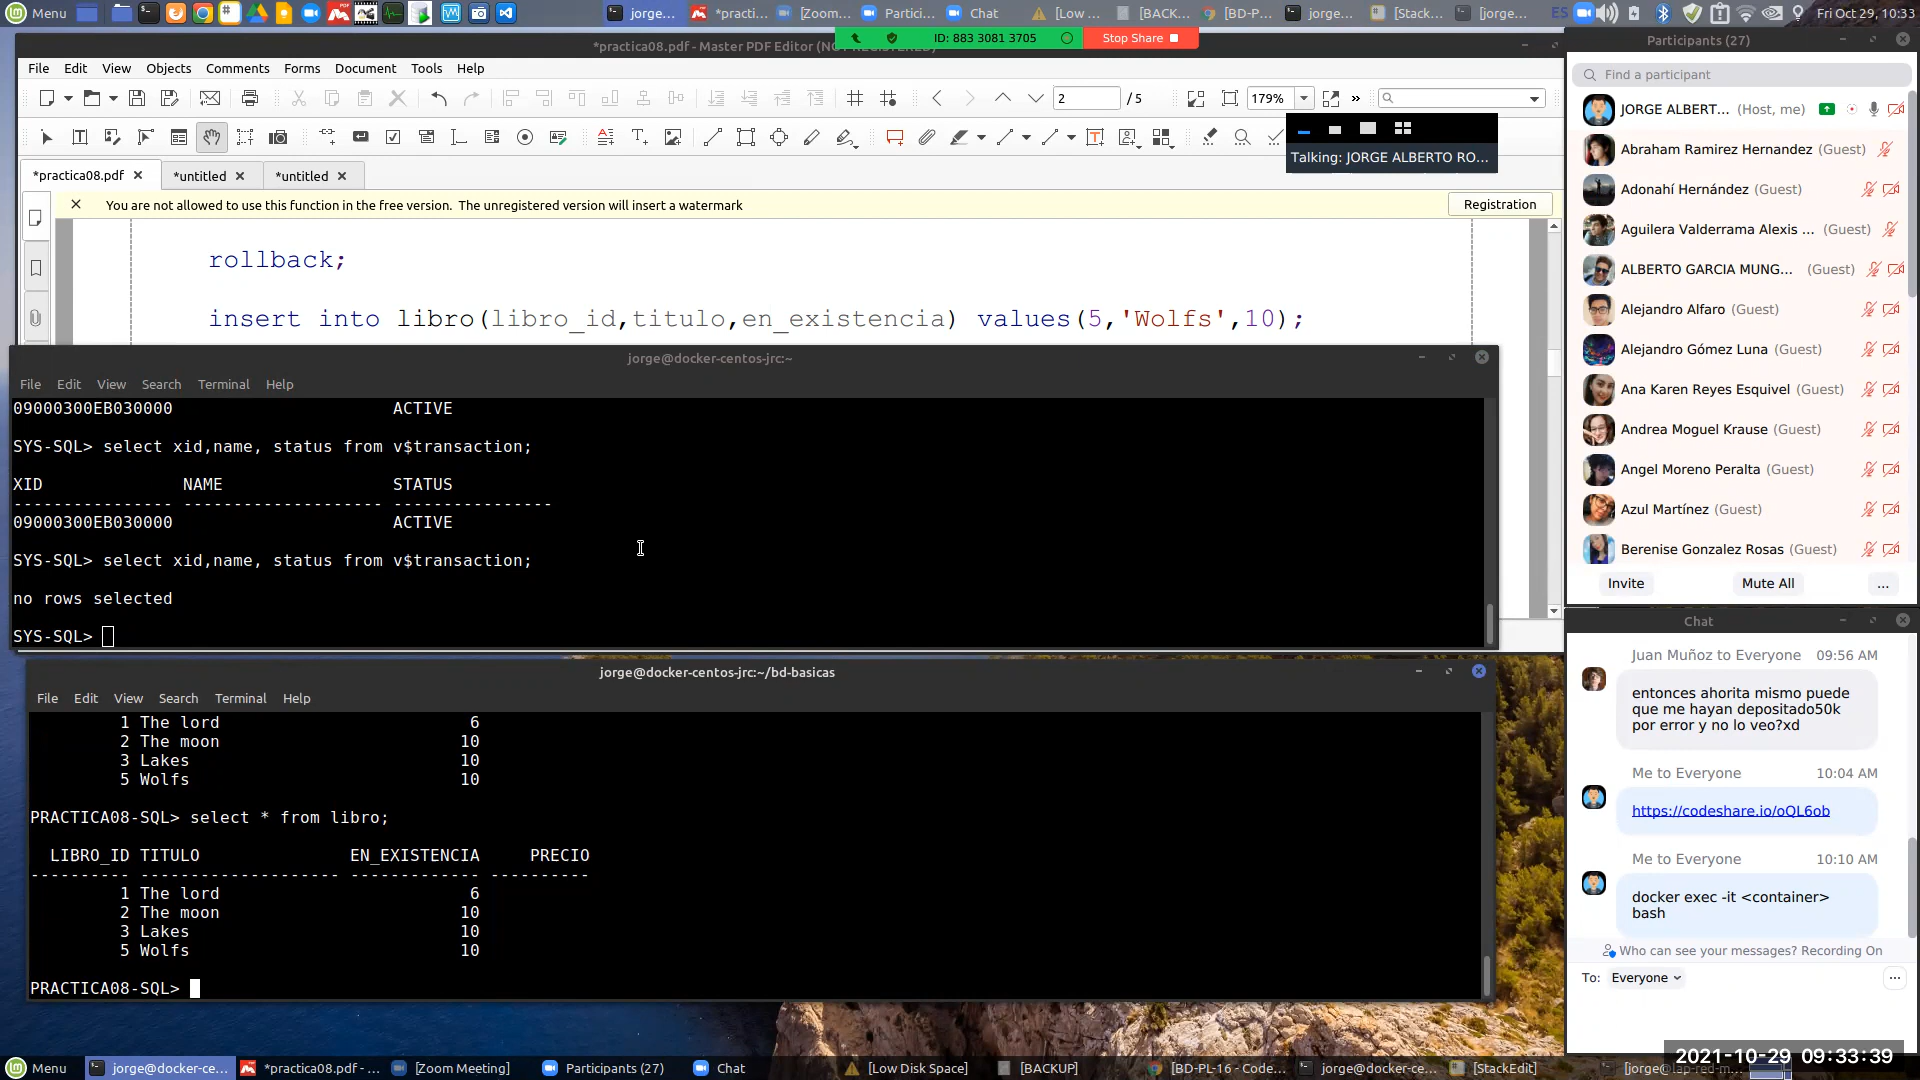 Menu
jorge...
*practi...
[Zoom...
Partici...
Chat
[Low ...
[BACK...
[BD-P...
jorge...
[Stack...
[jorge...
ES
Fri Oct 29, 10:33
*practica08.pdf - Master PDF Editor (NO
ID: 883 3081 3705
Stop Share
File Edit View Objects Comments Forms Document Tools Help
2 / 5
179%
Talking: JORGE ALBERTO RO...
*practica08.pdf
*untitled
*untitled
You are not allowed to use this function in the free version. The unregistered version will insert a watermark
Registration
rollback;
insert into libro(libro_id,titulo,en_existencia) values(5,'Wolfs',10);
jorge@docker-centos-jrc:~
File Edit View Search Terminal Help
09000300EB030000 ACTIVE
SYS-SQL> select xid,name, status from v$transaction;
XID NAME STATUS
---------------- -------------------- ----------------
09000300EB030000 ACTIVE
SYS-SQL> select xid,name, status from v$transaction;
no rows selected
SYS-SQL>
jorge@docker-centos-jrc:~/bd-basicas
File Edit View Search Terminal Help
1 The lord 6
2 The moon 10
3 Lakes 10
5 Wolfs 10
PRACTICA08-SQL> select * from libro;
LIBRO_ID TITULO EN_EXISTENCIA PRECIO
---------- -------------------- ------------- ----------
1 The lord 6
2 The moon 10
3 Lakes 10
5 Wolfs 10
PRACTICA08-SQL>
Participants (27)
Find a participant
JORGE ALBERT... (Host, me)
Abraham Ramirez Hernandez (Guest)
Adonahí Hernández (Guest)
Aguilera Valderrama Alexis ... (Guest)
ALBERTO GARCIA MUNG... (Guest)
Alejandro Alfaro (Guest)
Alejandro Gómez Luna (Guest)
Ana Karen Reyes Esquivel (Guest)
Andrea Moguel Krause (Guest)
Angel Moreno Peralta (Guest)
Azul Martínez (Guest)
Berenise Gonzalez Rosas (Guest)
Invite
Mute All
...
Chat
Juan Muñoz to Everyone 09:56 AM
entonces ahorita mismo puede
que me hayan depositado50k
por error y no lo veo?xd
Me to Everyone 10:04 AM
https://codeshare.io/oQL6ob
Me to Everyone 10:10 AM
docker exec -it <container>
bash
Who can see your messages? Recording On
To: Everyone
2021-10-29 09:33:39
Menu
jorge@docker-ce...
*practica08.pdf - ...
[Zoom Meeting]
Participants (27)
Chat
[Low Disk Space]
[BACKUP]
[BD-PL-16 - Code...
jorge@docker-ce...
[StackEdit]